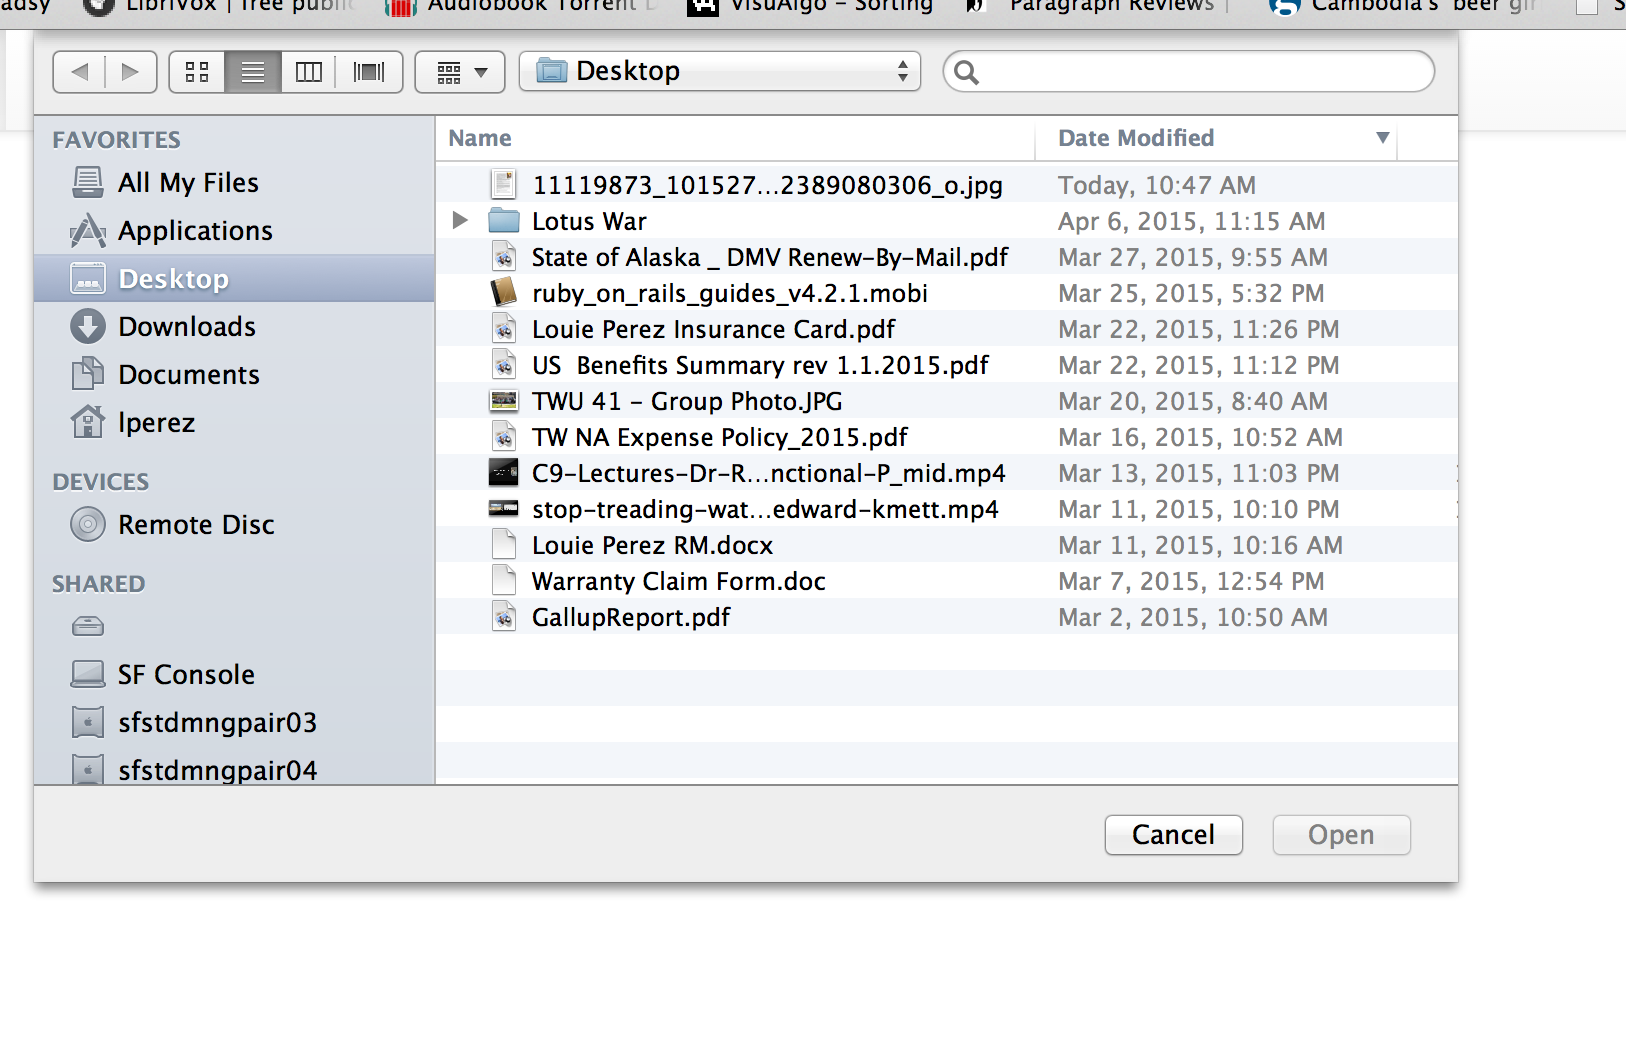 adsy LibriVox | free public Audiobook Torrent D VisuAlgo – Sorting Paragraph Reviews | Cambodia's 'beer girl S
Desktop
FAVORITES
All My Files
Applications
Desktop
Downloads
Documents
lperez
DEVICES
Remote Disc
SHARED
SF Console
sfstdmngpair03
sfstdmngpair04
Name Date Modified
11119873_101527...2389080306_o.jpg Today, 10:47 AM
Lotus War Apr 6, 2015, 11:15 AM
State of Alaska _ DMV Renew-By-Mail.pdf Mar 27, 2015, 9:55 AM
ruby_on_rails_guides_v4.2.1.mobi Mar 25, 2015, 5:32 PM
Louie Perez Insurance Card.pdf Mar 22, 2015, 11:26 PM
US  Benefits Summary rev 1.1.2015.pdf Mar 22, 2015, 11:12 PM
TWU 41 – Group Photo.JPG Mar 20, 2015, 8:40 AM
TW NA Expense Policy_2015.pdf Mar 16, 2015, 10:52 AM
C9-Lectures-Dr-R...nctional-P_mid.mp4 Mar 13, 2015, 11:03 PM
stop-treading-wat...edward-kmett.mp4 Mar 11, 2015, 10:10 PM
Louie Perez RM.docx Mar 11, 2015, 10:16 AM
Warranty Claim Form.doc Mar 7, 2015, 12:54 PM
GallupReport.pdf Mar 2, 2015, 10:50 AM
Cancel Open